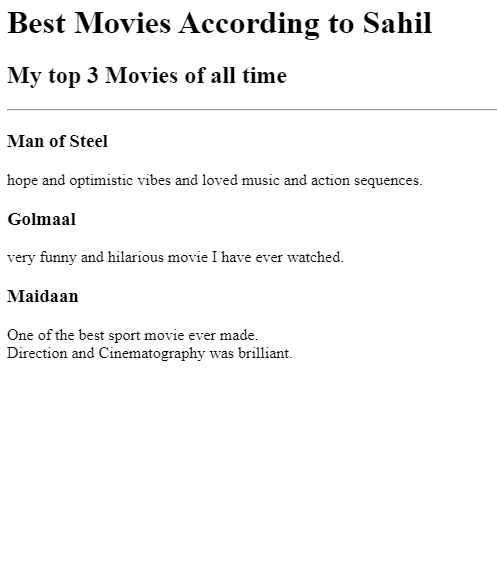 Best Movies According to Sahil
My top 3 Movies of all time
Man of Steel
hope and optimistic vibes and loved music and action sequences.
Golmaal
very funny and hilarious movie I have ever watched.
Maidaan
One of the best sport movie ever made.
Direction and Cinematography was brilliant.